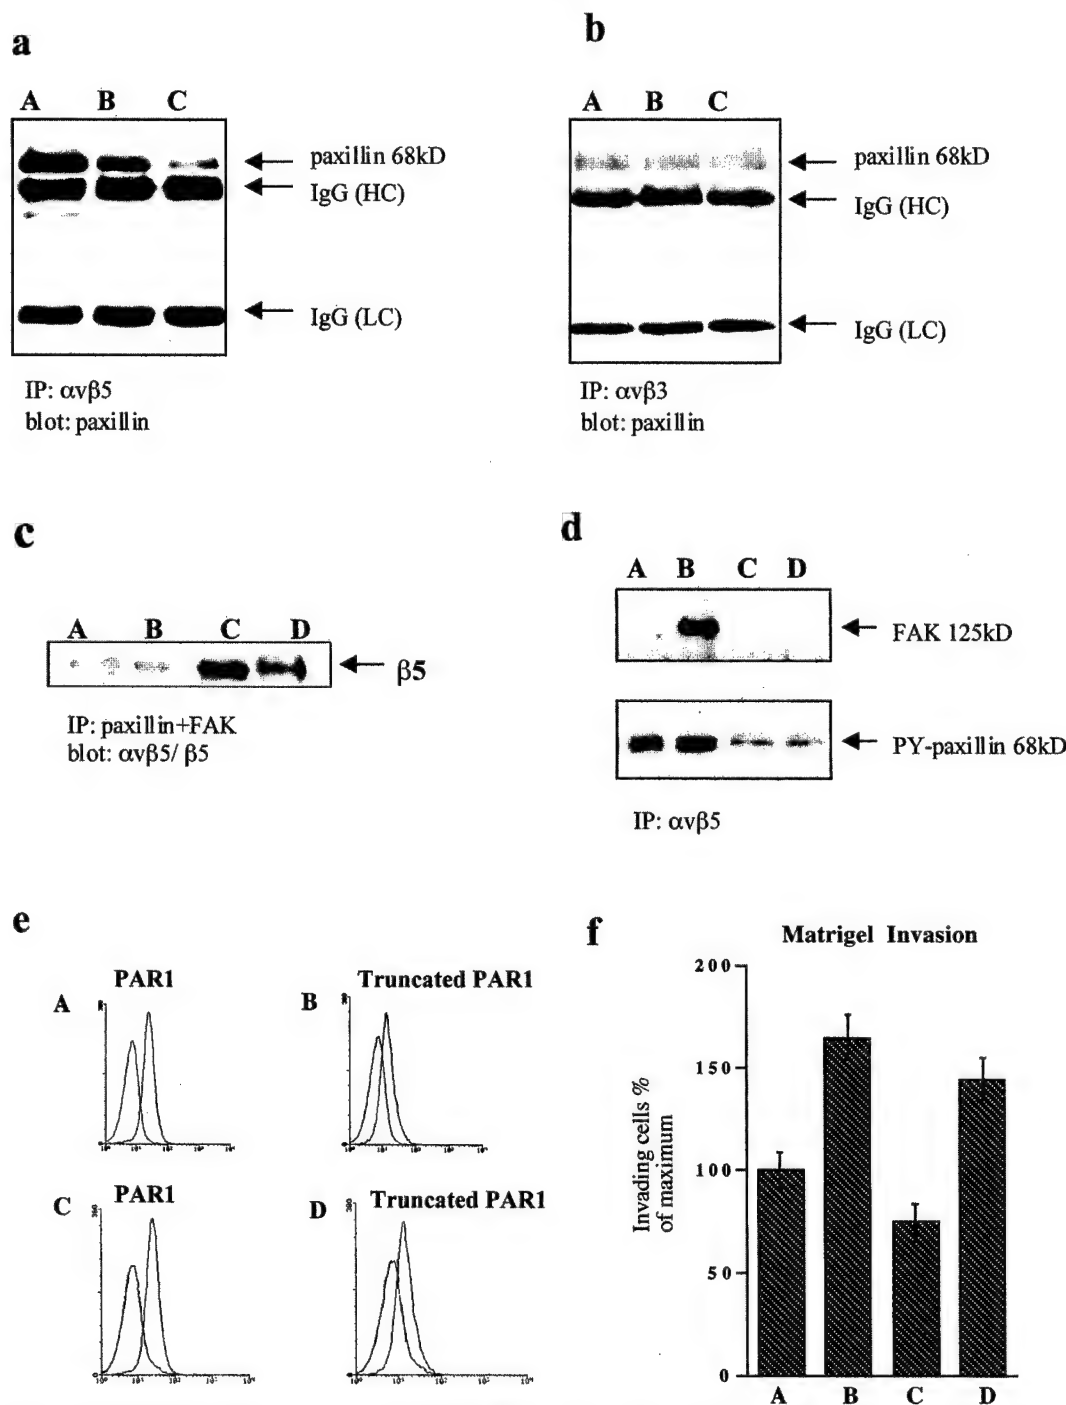 a
A B C
paxillin 68kD
IgG (HC)
IgG (LC)
IP: αvβ5
blot: paxillin
b
A B C
paxillin 68kD
IgG (HC)
IgG (LC)
IP: αvβ3
blot: paxillin
c
A B C D
β5
IP: paxillin+FAK
blot: αvβ5/ β5
d
A B C D
FAK 125kD
PY-paxillin 68kD
IP: αvβ5
e
A PAR1
B Truncated PAR1
C PAR1
D Truncated PAR1
f
Matrigel Invasion
Invading cells %
of maximum
200
150
100
50
0
A B C D